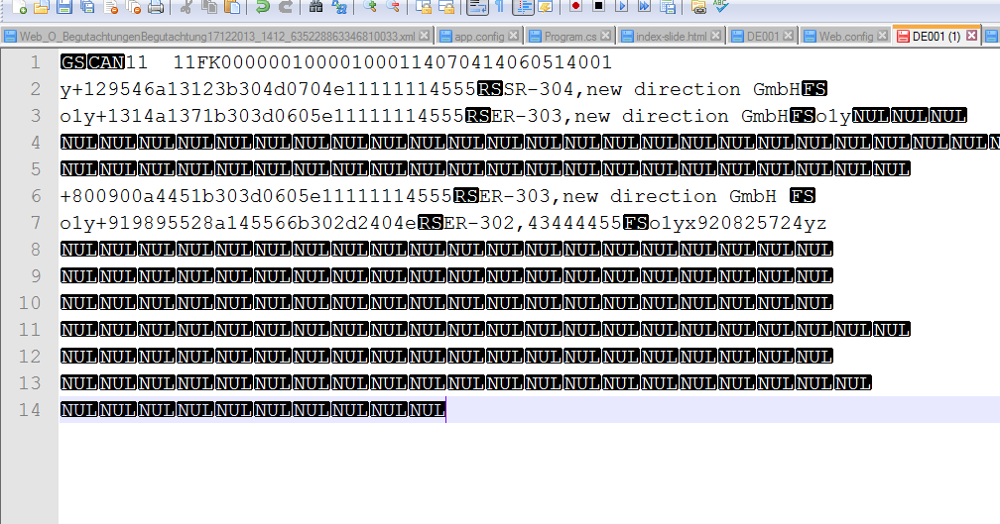 Web_O_BegutachtungenBegutachtung17122013_1412_635228863346810033.xml app.config Program.cs index-slide.html DE001 Web.config DE001 (1)
1 GSCAN11  11FK000000100001000114070414060514001
2 y+129546a13123b304d0704e11111114555RSSR-304,new direction GmbHFS
3 o1y+1314a1371b303d0605e11111114555RSER-303,new direction GmbHFSo1yNULNULNUL
4 NULNULNULNULNULNULNULNULNULNULNULNULNULNULNULNULNULNULNULNULNULNULNULNULN
5 NULNULNULNULNULNULNULNULNULNULNULNULNULNULNULNULNULNULNULNULNULNUL
6 +800900a4451b303d0605e11111114555RSER-303,new direction GmbH FS
7 o1y+919895528a145566b302d2404eRSER-302,43444455FSo1yx920825724yz
8 NULNULNULNULNULNULNULNULNULNULNULNULNULNULNULNULNULNULNULNUL
9 NULNULNULNULNULNULNULNULNULNULNULNULNULNULNULNULNULNULNULNUL
10 NULNULNULNULNULNULNULNULNULNULNULNULNULNULNULNULNULNULNULNUL
11 NULNULNULNULNULNULNULNULNULNULNULNULNULNULNULNULNULNULNULNULNULNUL
12 NULNULNULNULNULNULNULNULNULNULNULNULNULNULNULNULNULNULNULNUL
13 NULNULNULNULNULNULNULNULNULNULNULNULNULNULNULNULNULNULNULNULNUL
14 NULNULNULNULNULNULNULNULNULNUL